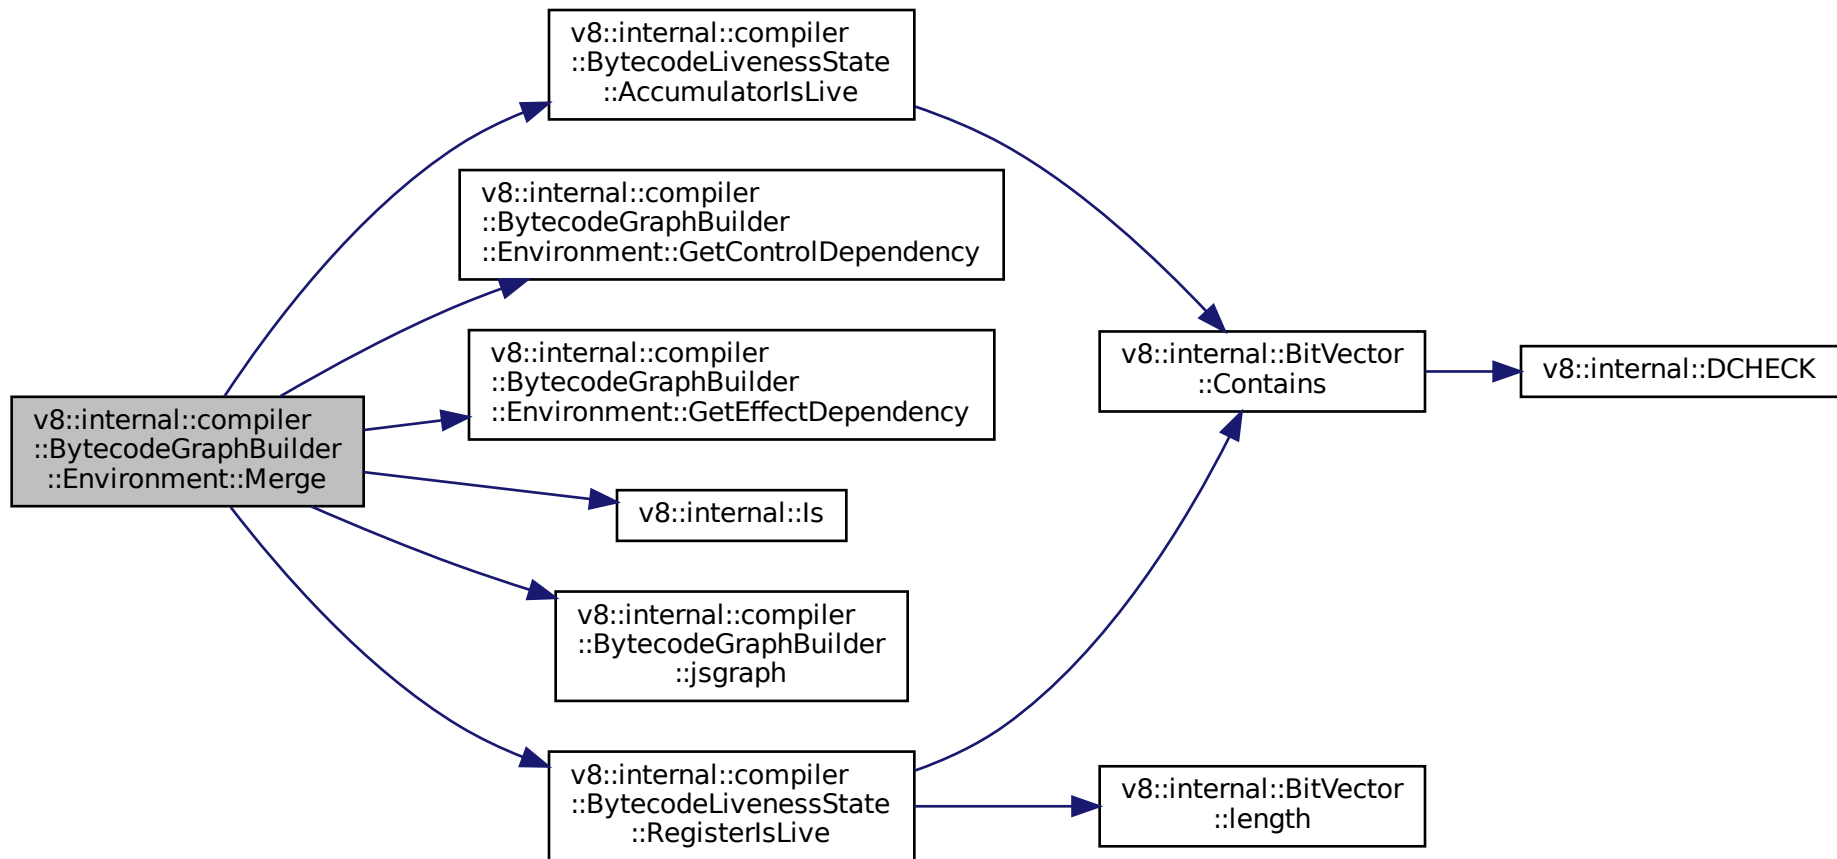 v8::internal::compiler
::BytecodeGraphBuilder
::Environment::Merge
v8::internal::compiler
::BytecodeLivenessState
::AccumulatorIsLive
v8::internal::compiler
::BytecodeGraphBuilder
::Environment::GetControlDependency
v8::internal::compiler
::BytecodeGraphBuilder
::Environment::GetEffectDependency
v8::internal::Is
v8::internal::compiler
::BytecodeGraphBuilder
::jsgraph
v8::internal::compiler
::BytecodeLivenessState
::RegisterIsLive
v8::internal::BitVector
::Contains
v8::internal::BitVector
::length
v8::internal::DCHECK